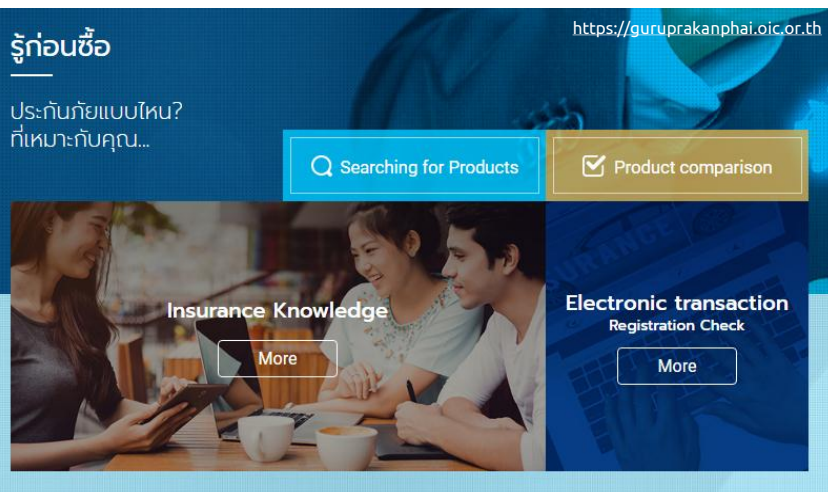 https://guruprakanphai.oic.or.th
รู้ก่อนซื้อ
ประกันภัยแบบไหน?
ที่เหมาะกับคุณ...
Searching for Products
Product comparison
Insurance Knowledge
More
Electronic transaction
Registration Check
More
INSURANCE